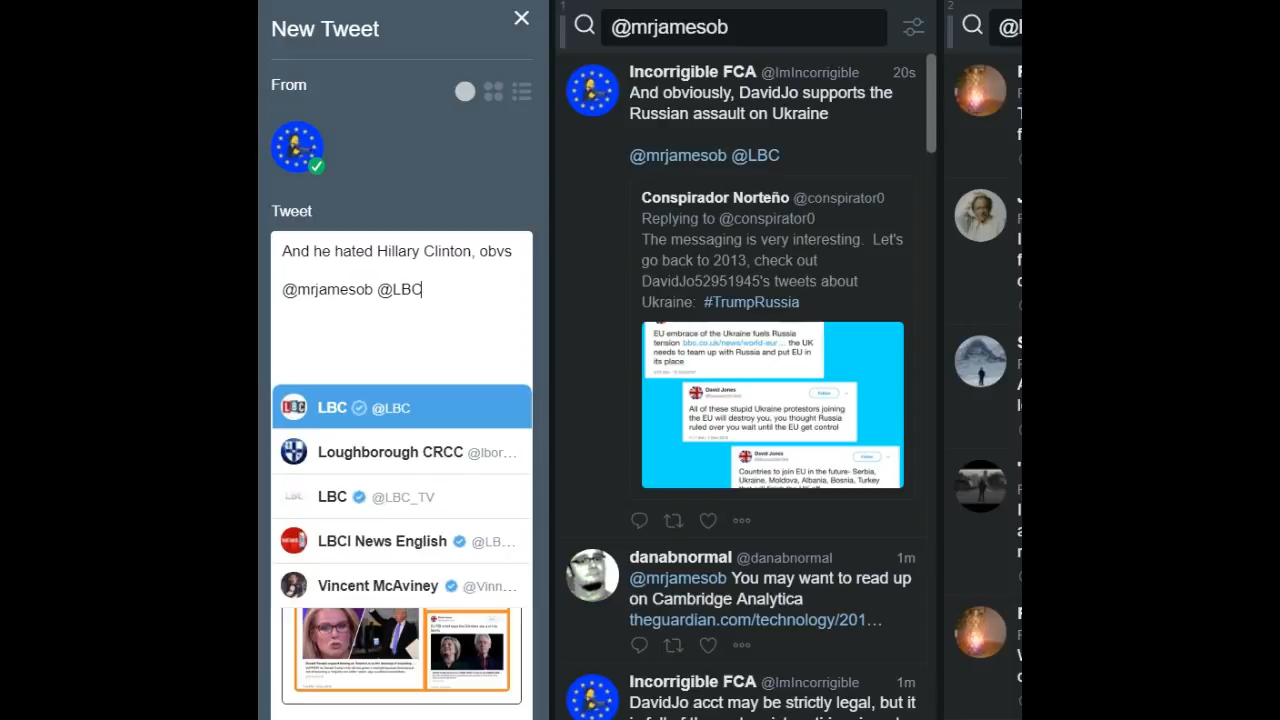 New Tweet
From
Tweet
And he hated Hillary Clinton, obvs
@mrjamesob @LBC
LBC @LBC
Loughborough CRCC @lbor...
LBC @LBC_TV
LBCI News English @LB...
Vincent McAviney @Vinn...
1
@mrjamesob
Incorrigible FCA @ImIncorrigible 20s
And obviously, DavidJo supports the
Russian assault on Ukraine
@mrjamesob @LBC
Conspirador Norteño @conspirator0
Replying to @conspirator0
The messaging is very interesting. Let's
go back to 2013, check out
DavidJo52951945's tweets about
Ukraine: #TrumpRussia
EU embrace of the Ukraine fuels Russia
tension bbc.co.uk/news/world-eur... the UK
needs to team up with Russia and put EU in
its place
David Jones
Follow
All of these stupid Ukraine protestors joining
the EU will destroy you, you thought Russia
ruled over you wait until the EU get control
David Jones
Follow
Countries to join EU in the future- Serbia,
Ukraine, Moldova, Albania, Bosnia, Turkey
danabnormal @danabnormal 1m
@mrjamesob You may want to read up
on Cambridge Analytica
theguardian.com/technology/201...
Incorrigible FCA @ImIncorrigible 1m
DavidJo acct may be strictly legal, but it
2